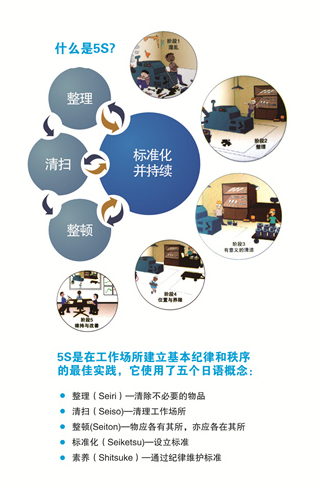 什么是5S?
阶段1
混乱
整理
阶段2
整理
清扫
标准化
并持续
整顿
阶段3
有意义的清洁
阶段4
位置与界限
阶段5
维持与改善
5S是在工作场所建立基本纪律和秩序
的最佳实践，它使用了五个日语概念：
整理（Seiri）—清除不必要的物品
清扫（Seiso)—清理工作场所
整顿(Seiton)—物应各有其所，亦应各在其所
标准化（Seiketsu)—设立标准
素养（Shitsuke）—通过纪律维护标准